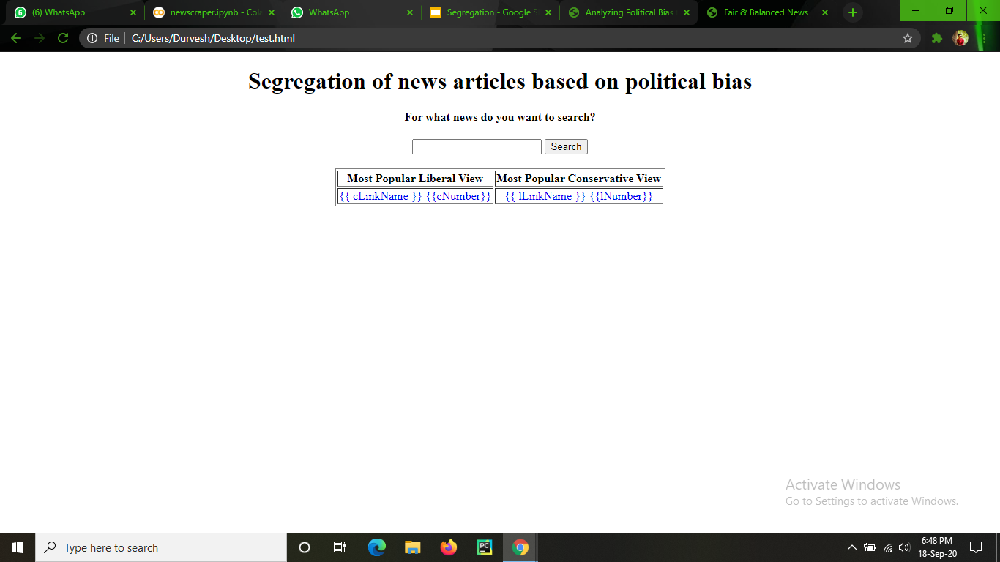 (6) WhatsApp
newscraper.ipynb - Col
WhatsApp
Segregation - Google S
Analyzing Political Bias
Fair & Balanced News
File
C:/Users/Durvesh/Desktop/test.html
Segregation of news articles based on political bias
For what news do you want to search?
Search
Most Popular Liberal View Most Popular Conservative View
{{ cLinkName }} {{cNumber}} {{ lLinkName }} {{lNumber}}
Activate Windows
Go to Settings to activate Windows.
Type here to search
PC
6:48 PM
18-Sep-20